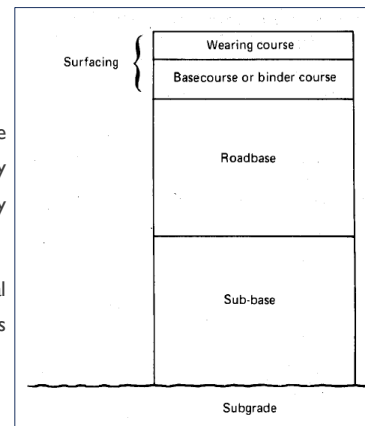 Wearing course
Surfacing
Basecourse or binder course
Roadbase
Sub-base
Subgrade